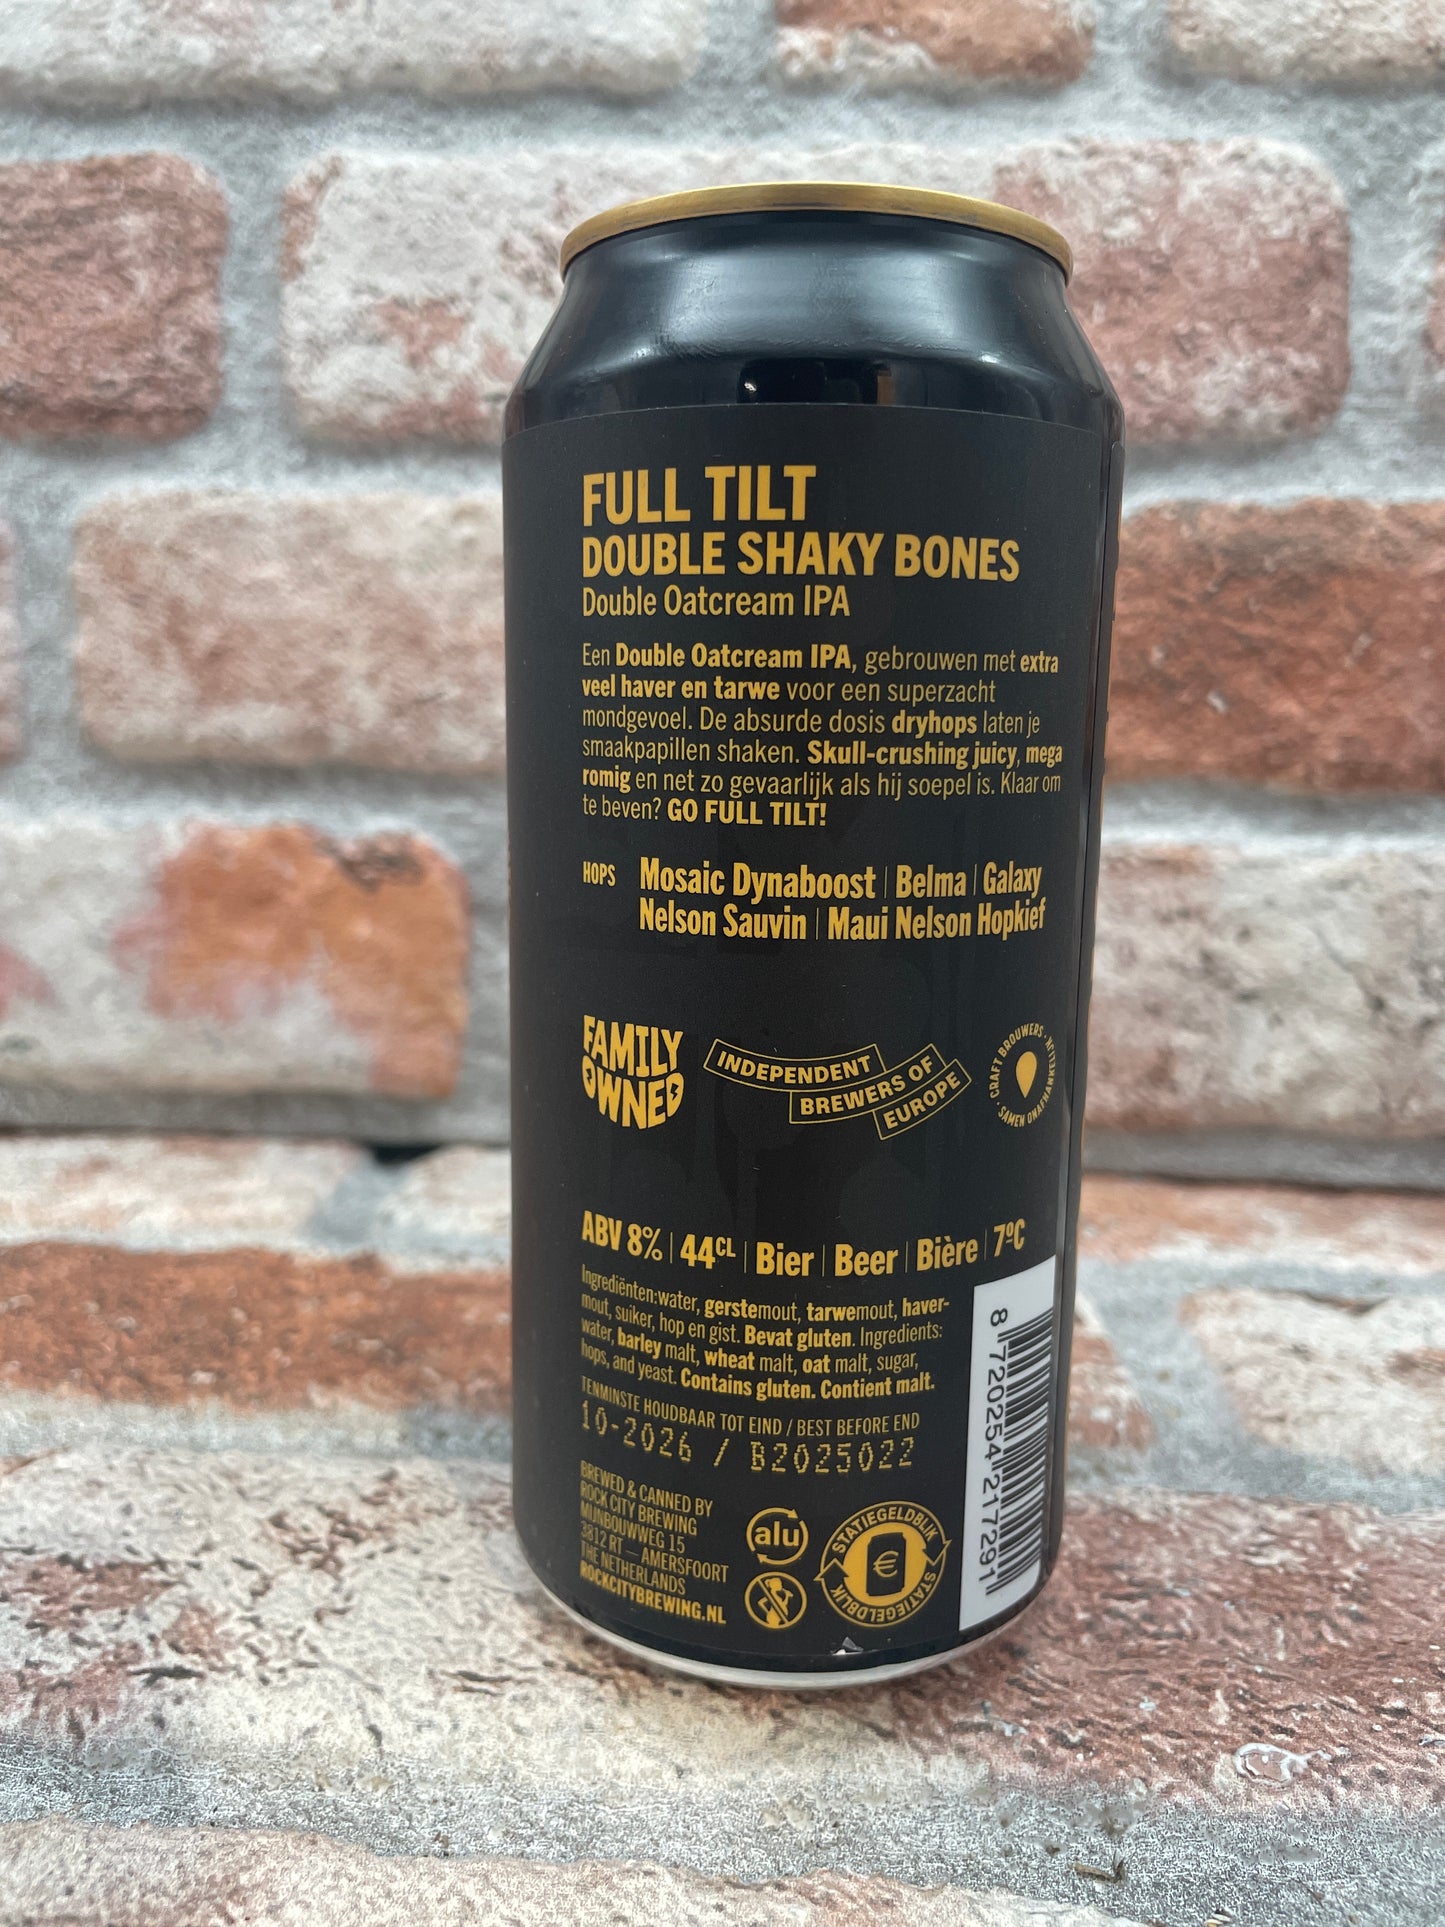 FULL TILT
DOUBLE SHAKY BONES
Double Oatcream IPA
Een Double Oatcream IPA, gebrouwen met extra
veel haver en tarwe voor een superzacht
mondgevoel. De absurde dosis dryhops laten je
smaakpapillen shaken. Skull-crushing juicy, mega
romig en net zo gevaarlijk als hij soepel is. Klaar om
te beven? GO FULL TILT!
HOPS Mosaic Dynaboost | Belma | Galaxy
Nelson Sauvin | Maui Nelson Hopkief
FAMILY
OWNED
INDEPENDENT
BREWERS OF
EUROPE
CRAFT BROUWERS · SAMEN ONAFHANKELIJK ·
ABV 8% | 44CL | Bier | Beer | Bière | 7ºC
Ingrediënten:water, gerstemout, tarwemout, haver-
mout, suiker, hop en gist. Bevat gluten. Ingredients:
water, barley malt, wheat malt, oat malt, sugar,
hops, and yeast. Contains gluten. Contient malt.
TENMINSTE HOUDBAAR TOT EIND / BEST BEFORE END
10-2026 / B2025022
BREWED & CANNED BY
ROCK CITY BREWING
MIJNBOUWWEG 15
3812 RT — AMERSFOORT
THE NETHERLANDS
ROCKCITYBREWING.NL
alu
STATIEGELDBLIK
€
STATIEGELDBLIK
8 720254 217291